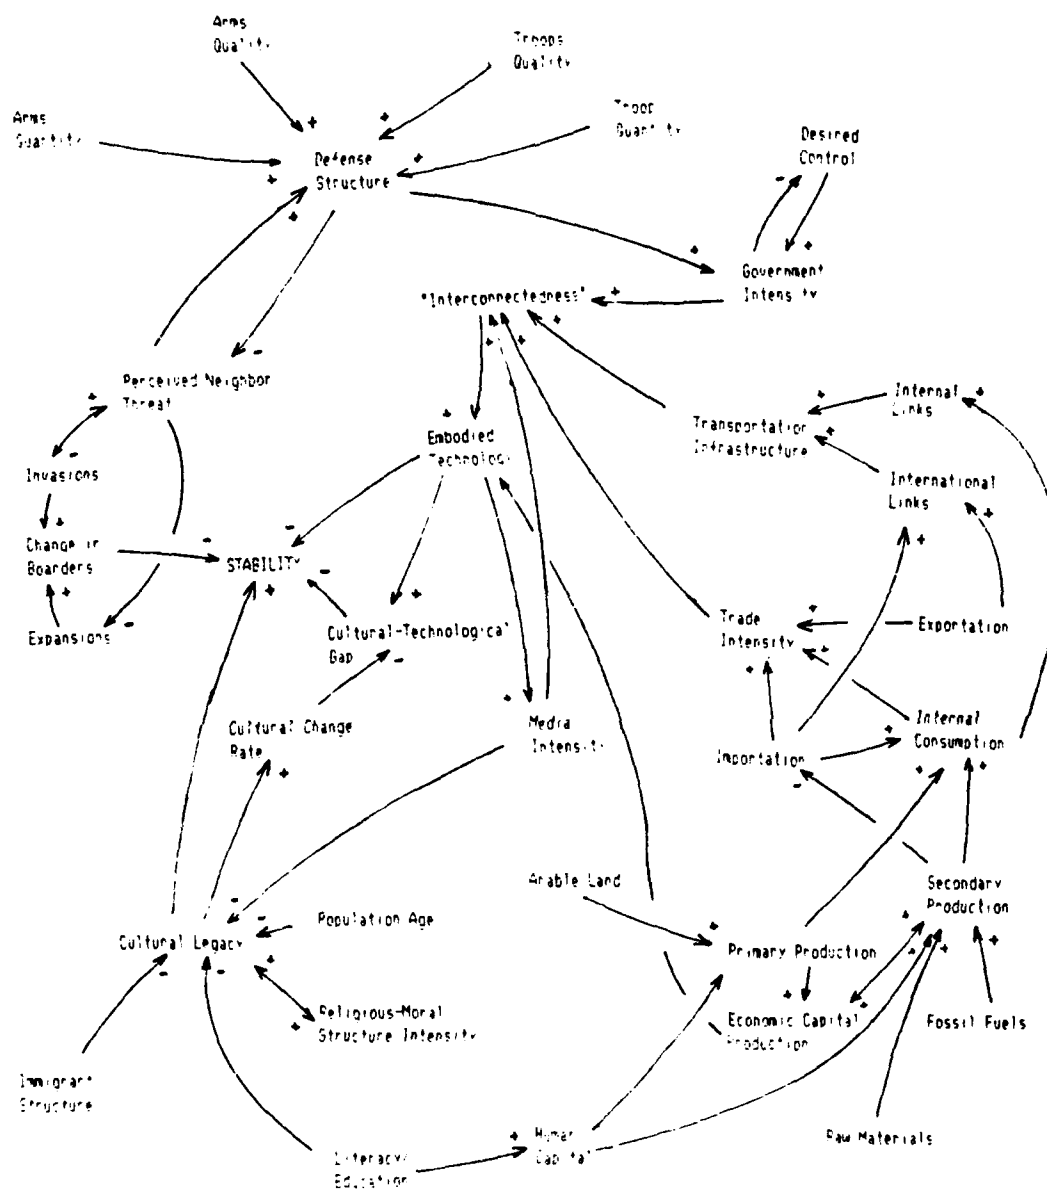 Arms
Quality
Troops
Quality
Arms
Quantity
Troop
Quantity
Desired
Control
Defense
Structure
Government
Intensity
"Interconnectedness"
Perceived Neighbor
Threat
Internal
Links
Transportation
Infrastructure
Embodied
Technology
Invasions
International
Links
Change in
Boarders
STABILITY
Expansions
Cultural-Technological
Gap
Trade
Intensity
Exportation
Cultural Change
Rate
Media
Intensity
Internal
Consumption
Importation
Arable Land
Secondary
Production
Population Age
Cultural Legacy
Primary Production
Religious-Moral
Structure Intensity
Economic Capital
Production
Fossil Fuels
Immigrant
Structure
Human
Capital
Raw Materials
Literacy/
Education